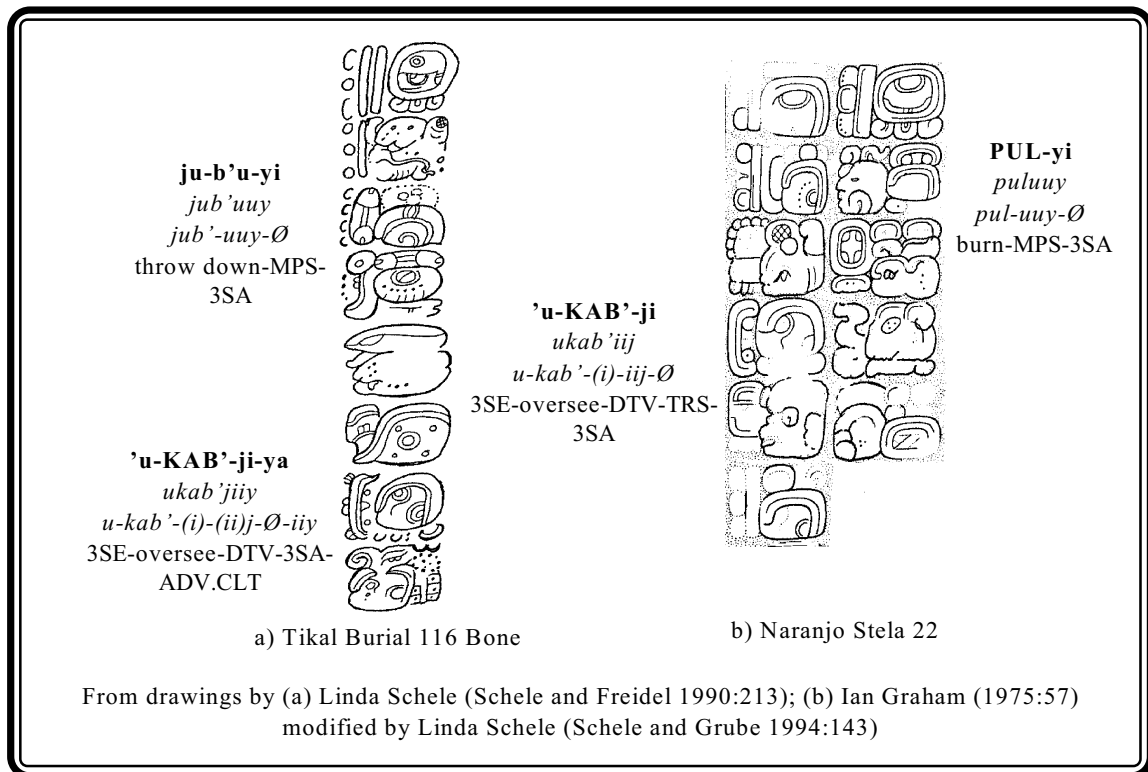 ju-b’u-yi
jub’uuy
jub’-uuy-Ø
throw down-MPS-
3SA
’u-KAB’-ji-ya
ukab’jiiy
u-kab’-(i)-(ii)j-Ø-iiy
3SE-oversee-DTV-3SA-
ADV.CLT
a) Tikal Burial 116 Bone
’u-KAB’-ji
ukab’iij
u-kab’-(i)-iij-Ø
3SE-oversee-DTV-TRS-
3SA
PUL-yi
puluuy
pul-uuy-Ø
burn-MPS-3SA
b) Naranjo Stela 22
From drawings by (a) Linda Schele (Schele and Freidel 1990:213); (b) Ian Graham (1975:57)
modified by Linda Schele (Schele and Grube 1994:143)